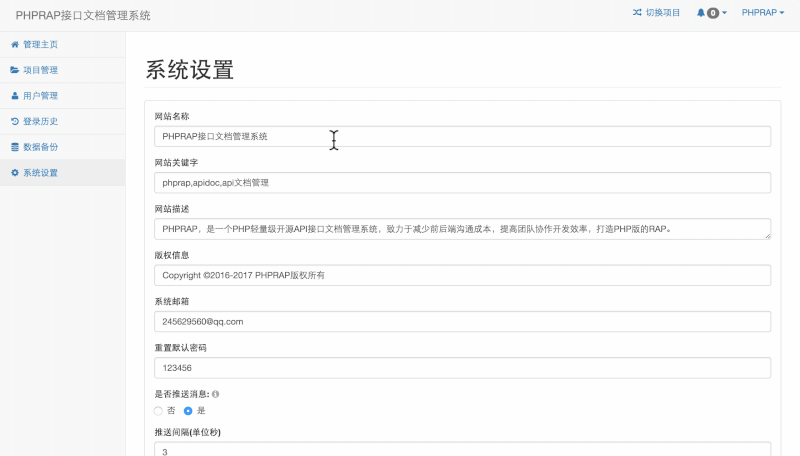 PHPRAP接口文档管理系统
切换项目
0
PHPRAP
管理主页
项目管理
用户管理
登录历史
数据备份
系统设置
系统设置
网站名称
PHPRAP接口文档管理系统
网站关键字
phprap,apidoc,api文档管理
网站描述
PHPRAP，是一个PHP轻量级开源API接口文档管理系统，致力于减少前后端沟通成本，提高团队协作开发效率，打造PHP版的RAP。
版权信息
Copyright ©2016-2017 PHPRAP版权所有
系统邮箱
245629560@qq.com
重置默认密码
123456
是否推送消息:
否 是
推送间隔(单位秒)
3